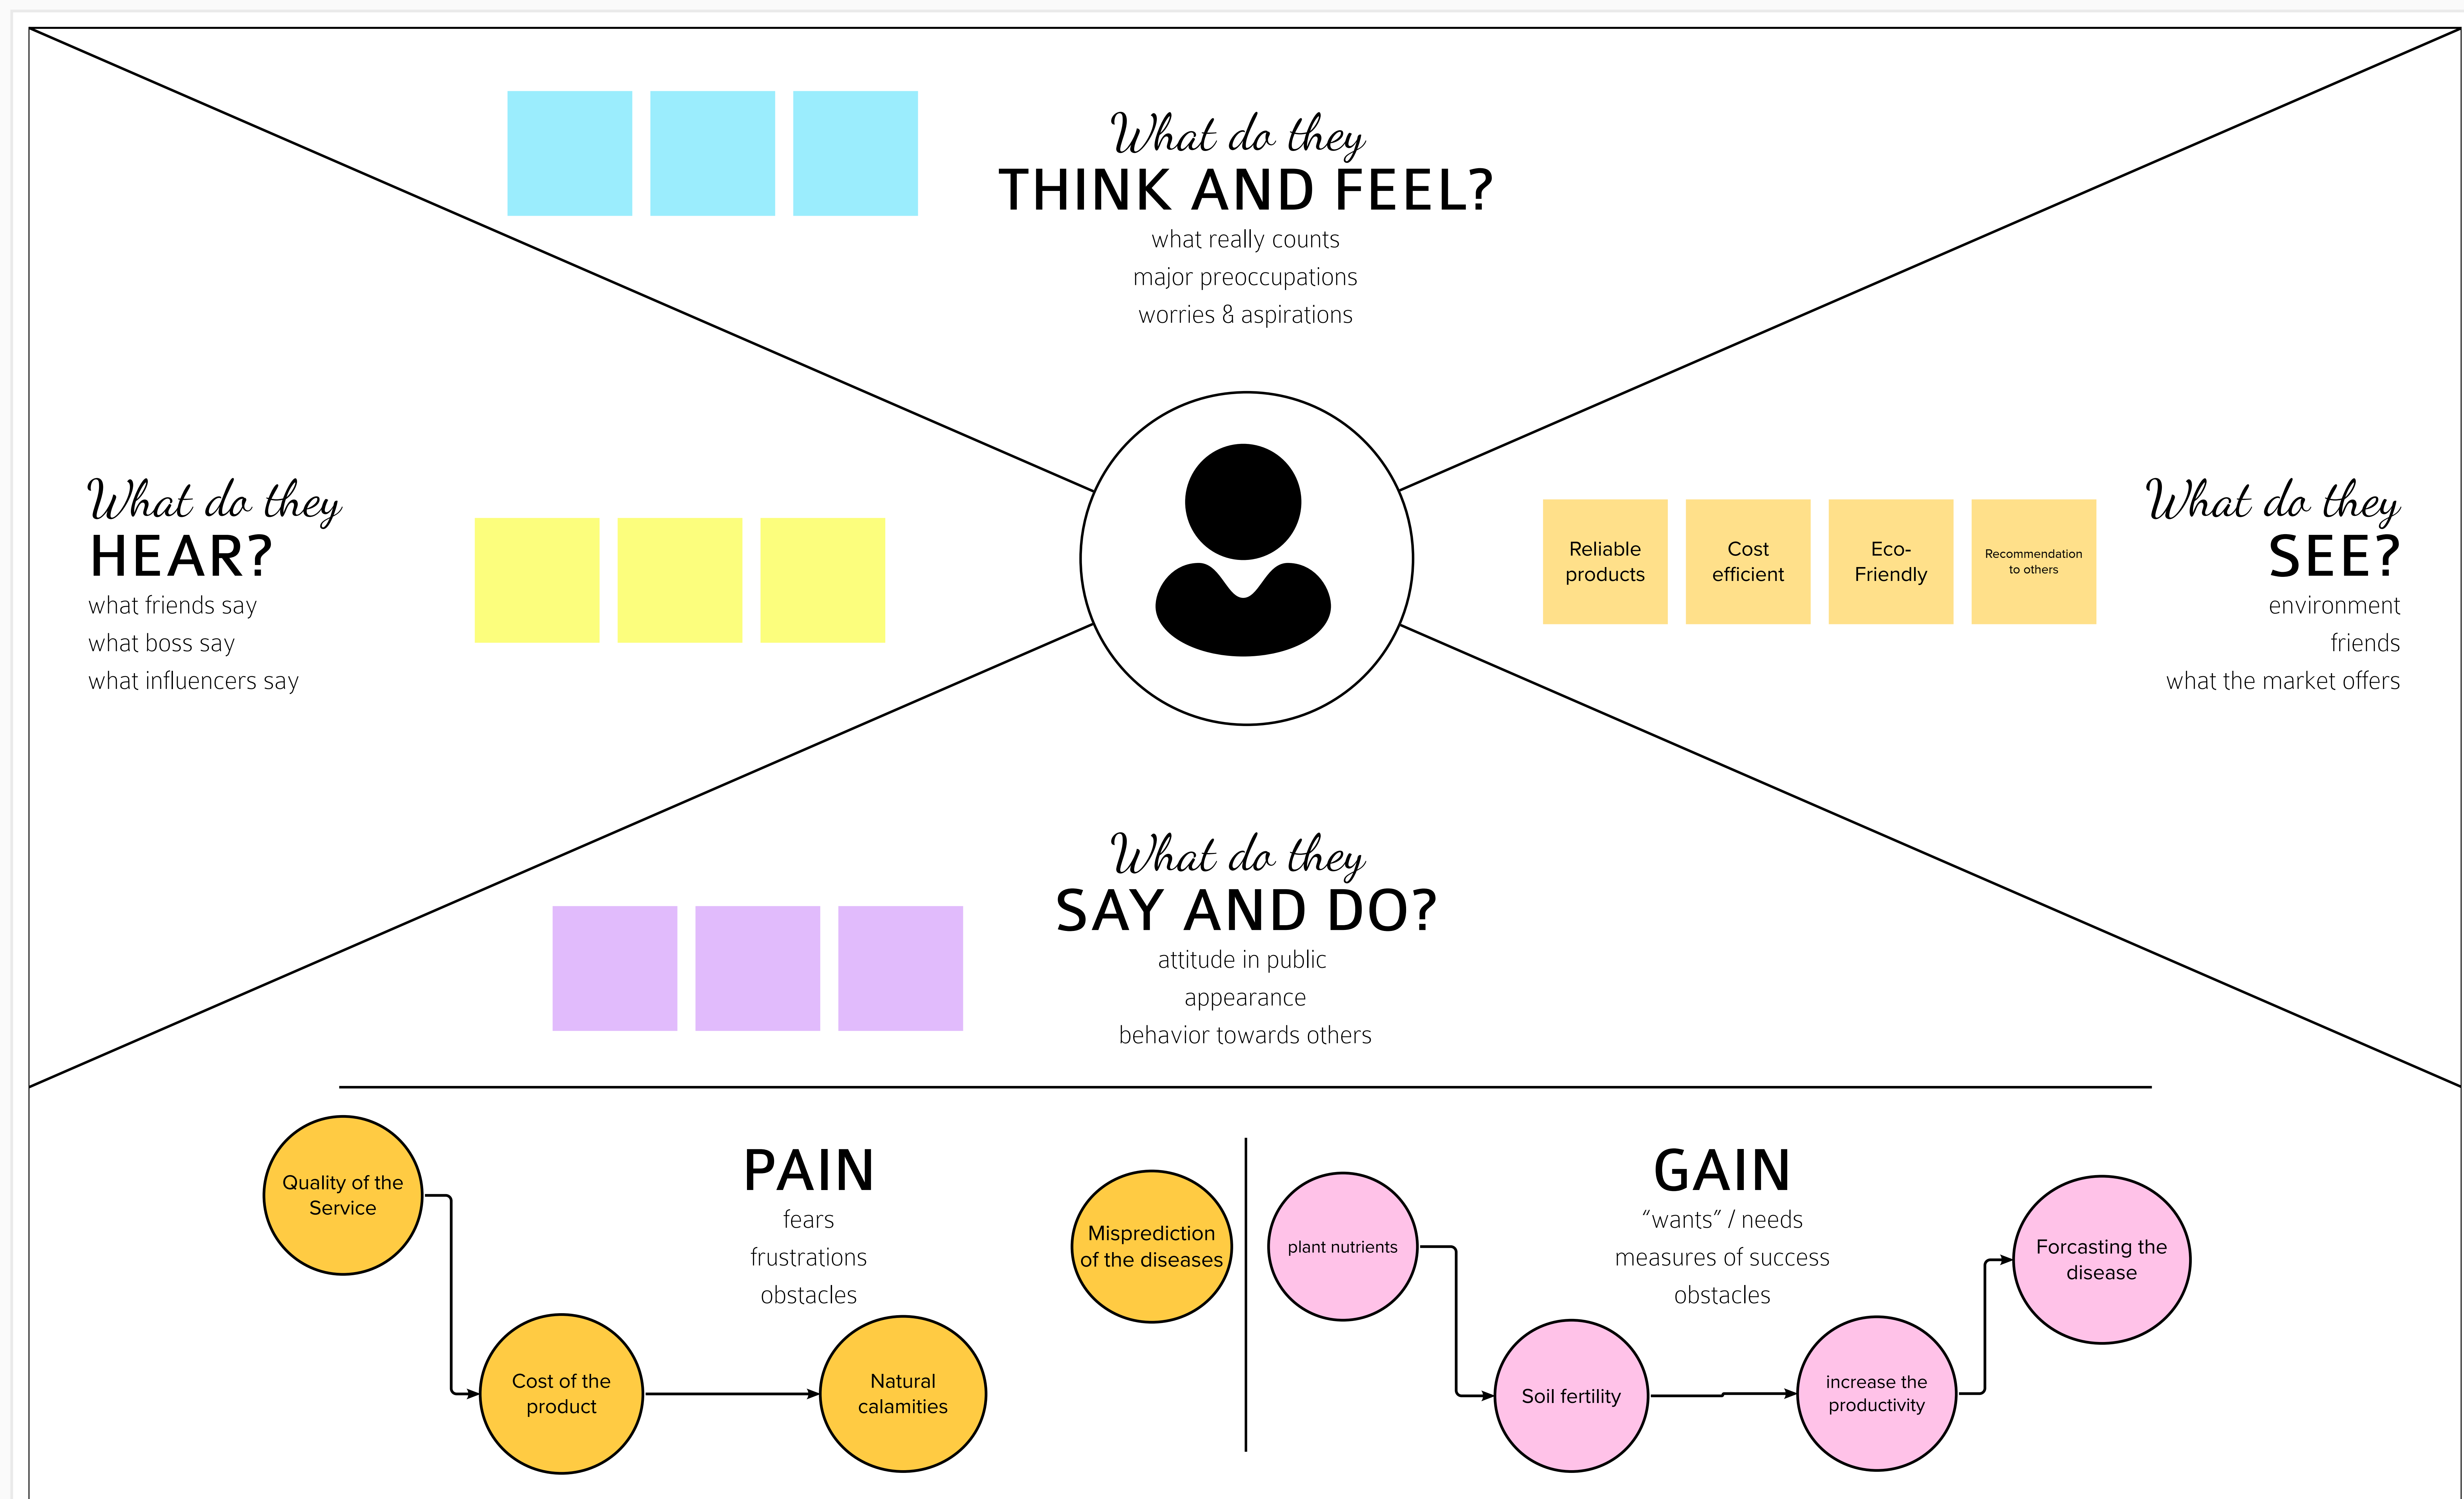 What do they
THINK AND FEEL?
what really counts
major preoccupations
worries & aspirations
What do they
HEAR?
what friends say
what boss say
what influencers say
Reliable
products
Cost
efficient
Eco-
Friendly
Recommendation
to others
What do they
SEE?
environment
friends
what the market offers
What do they
SAY AND DO?
attitude in public
appearance
behavior towards others
PAIN
fears
frustrations
obstacles
Quality of the
Service
Cost of the
product
Natural
calamities
Misprediction
of the diseases
GAIN
“wants” / needs
measures of success
obstacles
plant nutrients
Soil fertility
increase the
productivity
Forcasting the
disease